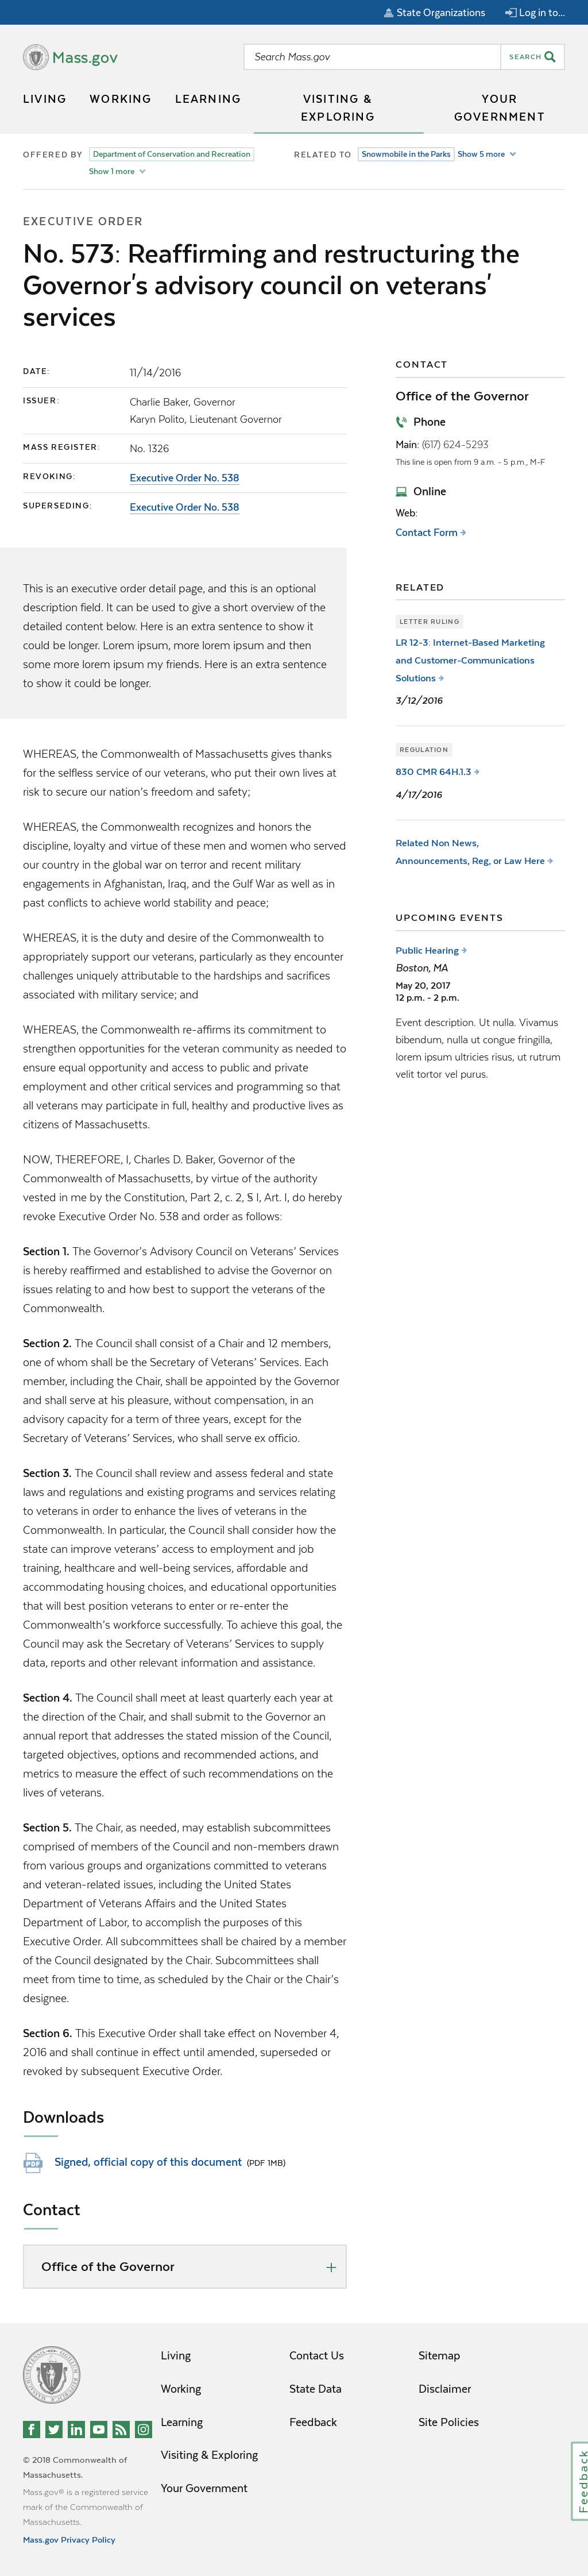 State Organizations
Log in to...
Mass.gov
Search Mass.gov
SEARCH
LIVING
WORKING
LEARNING
VISITING &
EXPLORING
YOUR
GOVERNMENT
OFFERED BY
Department of Conservation and Recreation
Show 1 more
RELATED TO
Snowmobile in the Parks
Show 5 more
EXECUTIVE ORDER
No. 573: Reaffirming and restructuring the
Governor's advisory council on veterans'
services
DATE:
11/14/2016
ISSUER:
Charlie Baker, Governor
Karyn Polito, Lieutenant Governor
MASS REGISTER:
No. 1326
REVOKING:
Executive Order No. 538
SUPERSEDING:
Executive Order No. 538
This is an executive order detail page, and this is an optional
description field. It can be used to give a short overview of the
detailed content below. Here is an extra sentence to show it
could be longer. Lorem ipsum, more lorem ipsum and then
some more lorem ipsum my friends. Here is an extra sentence
to show it could be longer.
WHEREAS, the Commonwealth of Massachusetts gives thanks
for the selfless service of our veterans, who put their own lives at
risk to secure our nation's freedom and safety;
WHEREAS, the Commonwealth recognizes and honors the
discipline, loyalty and virtue of these men and women who served
our country in the global war on terror and recent military
engagements in Afghanistan, Iraq, and the Gulf War as well as in
past conflicts to achieve world stability and peace;
WHEREAS, it is the duty and desire of the Commonwealth to
appropriately support our veterans, particularly as they encounter
challenges uniquely attributable to the hardships and sacrifices
associated with military service; and
WHEREAS, the Commonwealth re-affirms its commitment to
strengthen opportunities for the veteran community as needed to
ensure equal opportunity and access to public and private
employment and other critical services and programming so that
all veterans may participate in full, healthy and productive lives as
citizens of Massachusetts.
NOW, THEREFORE, I, Charles D. Baker, Governor of the
Commonwealth of Massachusetts, by virtue of the authority
vested in me by the Constitution, Part 2, c. 2, § I, Art. I, do hereby
revoke Executive Order No. 538 and order as follows:
Section 1. The Governor's Advisory Council on Veterans' Services
is hereby reaffirmed and established to advise the Governor on
issues relating to and how best to support the veterans of the
Commonwealth.
Section 2. The Council shall consist of a Chair and 12 members,
one of whom shall be the Secretary of Veterans' Services. Each
member, including the Chair, shall be appointed by the Governor
and shall serve at his pleasure, without compensation, in an
advisory capacity for a term of three years, except for the
Secretary of Veterans' Services, who shall serve ex officio.
Section 3. The Council shall review and assess federal and state
laws and regulations and existing programs and services relating
to veterans in order to enhance the lives of veterans in the
Commonwealth. In particular, the Council shall consider how the
state can improve veterans' access to employment and job
training, healthcare and well-being services, affordable and
accommodating housing choices, and educational opportunities
that will best position veterans to enter or re-enter the
Commonwealth's workforce successfully. To achieve this goal, the
Council may ask the Secretary of Veterans' Services to supply
data, reports and other relevant information and assistance.
Section 4. The Council shall meet at least quarterly each year at
the direction of the Chair, and shall submit to the Governor an
annual report that addresses the stated mission of the Council,
targeted objectives, options and recommended actions, and
metrics to measure the effect of such recommendations on the
lives of veterans.
Section 5. The Chair, as needed, may establish subcommittees
comprised of members of the Council and non-members drawn
from various groups and organizations committed to veterans
and veteran-related issues, including the United States
Department of Veterans Affairs and the United States
Department of Labor, to accomplish the purposes of this
Executive Order. All subcommittees shall be chaired by a member
of the Council designated by the Chair. Subcommittees shall
meet from time to time, as scheduled by the Chair or the Chair's
designee.
Section 6. This Executive Order shall take effect on November 4,
2016 and shall continue in effect until amended, superseded or
revoked by subsequent Executive Order.
Downloads
PDF
Signed, official copy of this document (PDF 1MB)
Contact
Office of the Governor
CONTACT
Office of the Governor
Phone
Main: (617) 624-5293
This line is open from 9 a.m. - 5 p.m., M-F
Online
Web:
Contact Form
RELATED
LETTER RULING
LR 12-3: Internet-Based Marketing
and Customer-Communications
Solutions
3/12/2016
REGULATION
830 CMR 64H.1.3
4/17/2016
Related Non News,
Announcements, Reg, or Law Here
UPCOMING EVENTS
Public Hearing
Boston, MA
May 20, 2017
12 p.m. - 2 p.m.
Event description. Ut nulla. Vivamus
bibendum, nulla ut congue fringilla,
lorem ipsum ultricies risus, ut rutrum
velit tortor vel purus.
Living
Working
Learning
Visiting & Exploring
Your Government
Contact Us
State Data
Feedback
Sitemap
Disclaimer
Site Policies
© 2018 Commonwealth of
Massachusetts.
Mass.gov® is a registered service
mark of the Commonwealth of
Massachusetts.
Mass.gov Privacy Policy
Feedback